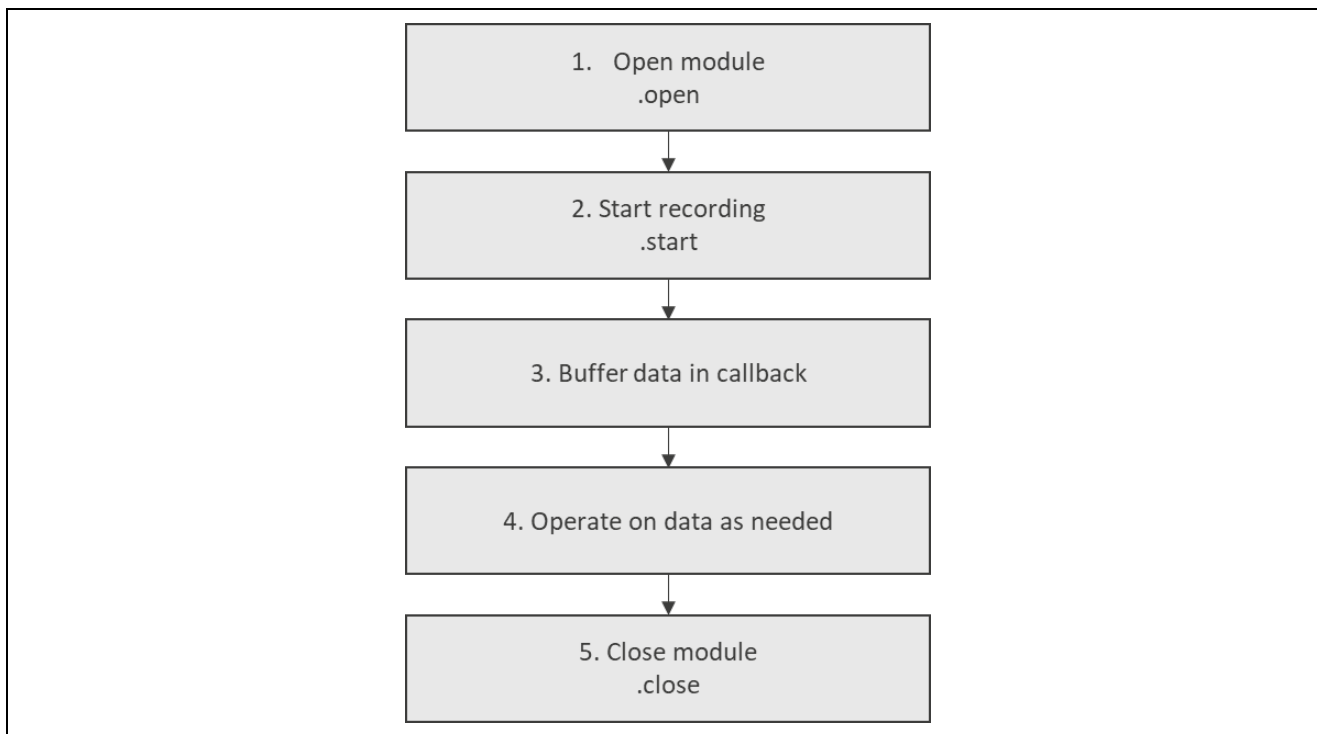 1. Open module
.open
2. Start recording
.start
3. Buffer data in callback
4. Operate on data as needed
5. Close module
.close